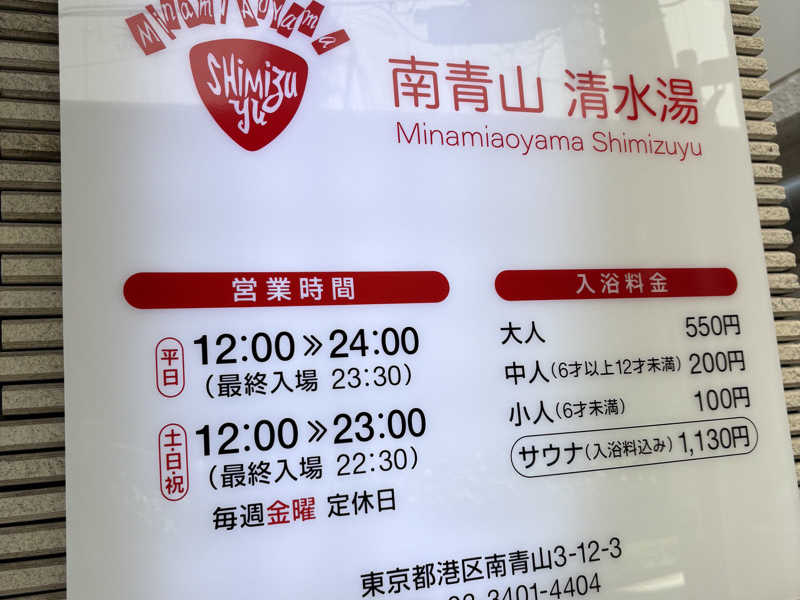 Minami Aoyama
SHiMizu
yu
南青山 清水湯
Minamiaoyama Shimizuyu
営業時間
平日 12:00 » 24:00
（最終入場 23:30）
土・日・祝 12:00 » 23:00
（最終入場 22:30）
毎週金曜 定休日
入浴料金
大人 550円
中人（6才以上12才未満）200円
小人（6才未満） 100円
サウナ（入浴料込み）1,130円
東京都港区南青山3-12-3
3401-4404